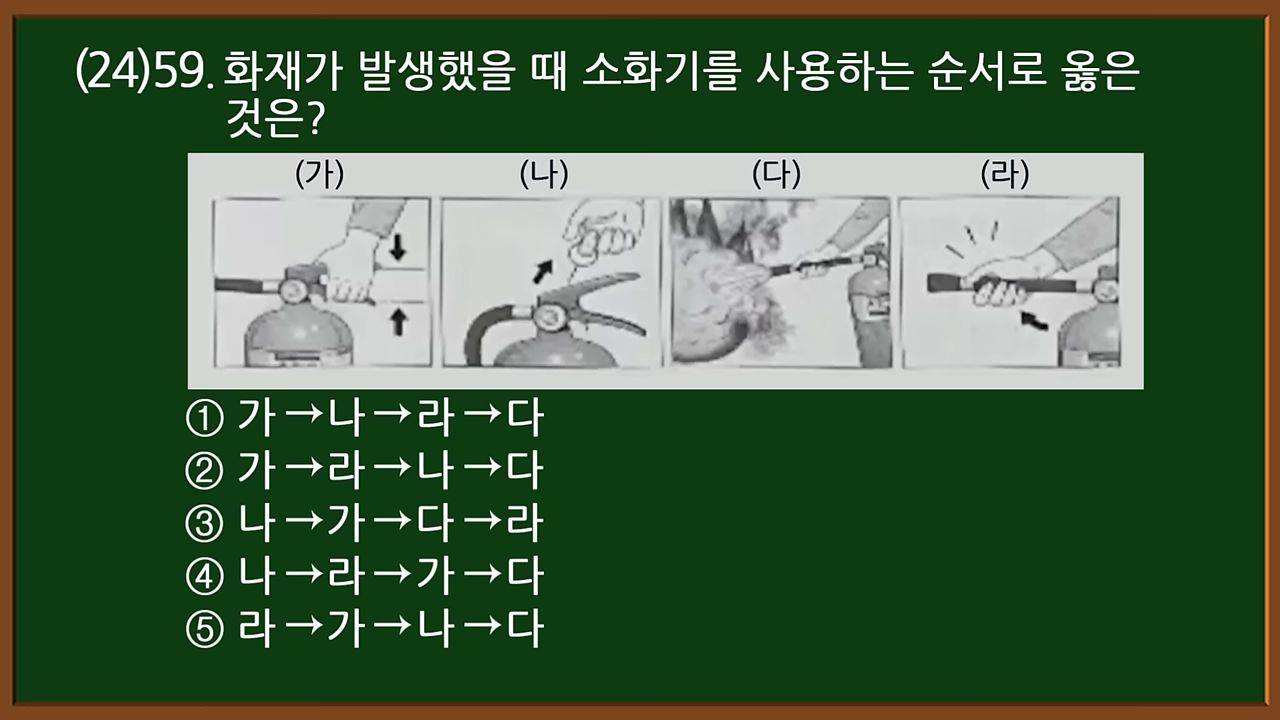 (24)59. 화재가 발생했을 때 소화기를 사용하는 순서로 옳은
것은?
(가) (나) (다) (라)
① 가→나→라→다
② 가→라→나→다
③ 나→가→다→라
④ 나→라→가→다
⑤ 라→가→나→다